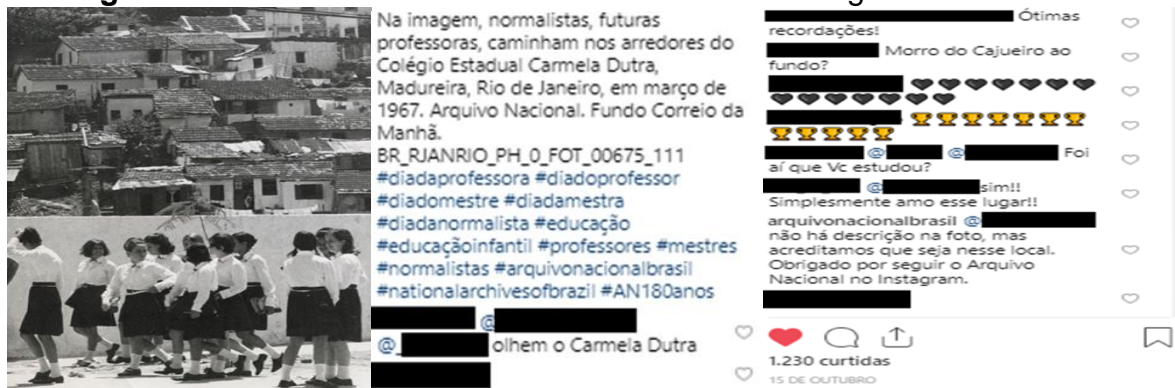 Na imagem, normalistas, futuras
professoras, caminham nos arredores do
Colégio Estadual Carmela Dutra,
Madureira, Rio de Janeiro, em março de
1967. Arquivo Nacional. Fundo Correio da
Manhã.
BR_RJANRIO_PH_0_FOT_00675_111
#diadaprofessora #diadoprofessor
#diadomestre #diadamestra
#diadanormalista #educação
#educaçãoinfantil #professores #mestres
#normalistas #arquivonacionalbrasil
#nationalarchivesofbrazil #AN180anos
@
@_ olhem o Carmela Dutra
Ótimas
recordações!
Morro do Cajueiro ao
fundo?
@ @ Foi
aí que Vc estudou?
@ sim!!
Simplesmente amo esse lugar!!
arquivonacionalbrasil @
não há descrição na foto, mas
acreditamos que seja nesse local.
Obrigado por seguir o Arquivo
Nacional no Instagram.
1.230 curtidas
15 DE OUTUBRO